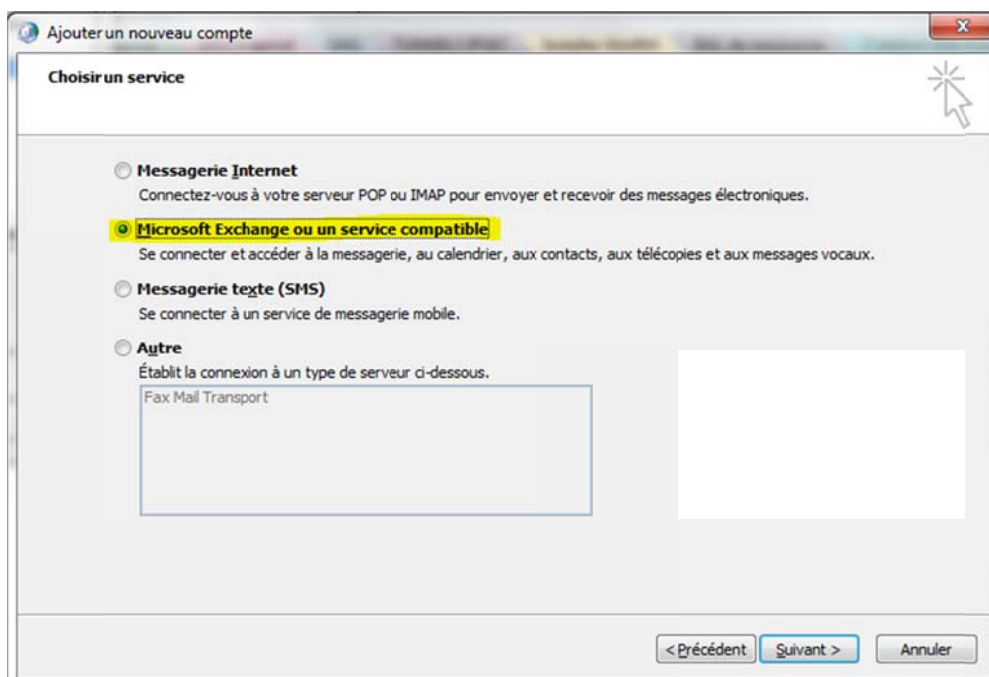 Ajouter un nouveau compte
Choisir un service
Messagerie Internet
Connectez-vous à votre serveur POP ou IMAP pour envoyer et recevoir des messages électroniques.
Microsoft Exchange ou un service compatible
Se connecter et accéder à la messagerie, au calendrier, aux contacts, aux télécopies et aux messages vocaux.
Messagerie texte (SMS)
Se connecter à un service de messagerie mobile.
Autre
Établit la connexion à un type de serveur ci-dessous.
Fax Mail Transport
< Précédent Suivant > Annuler